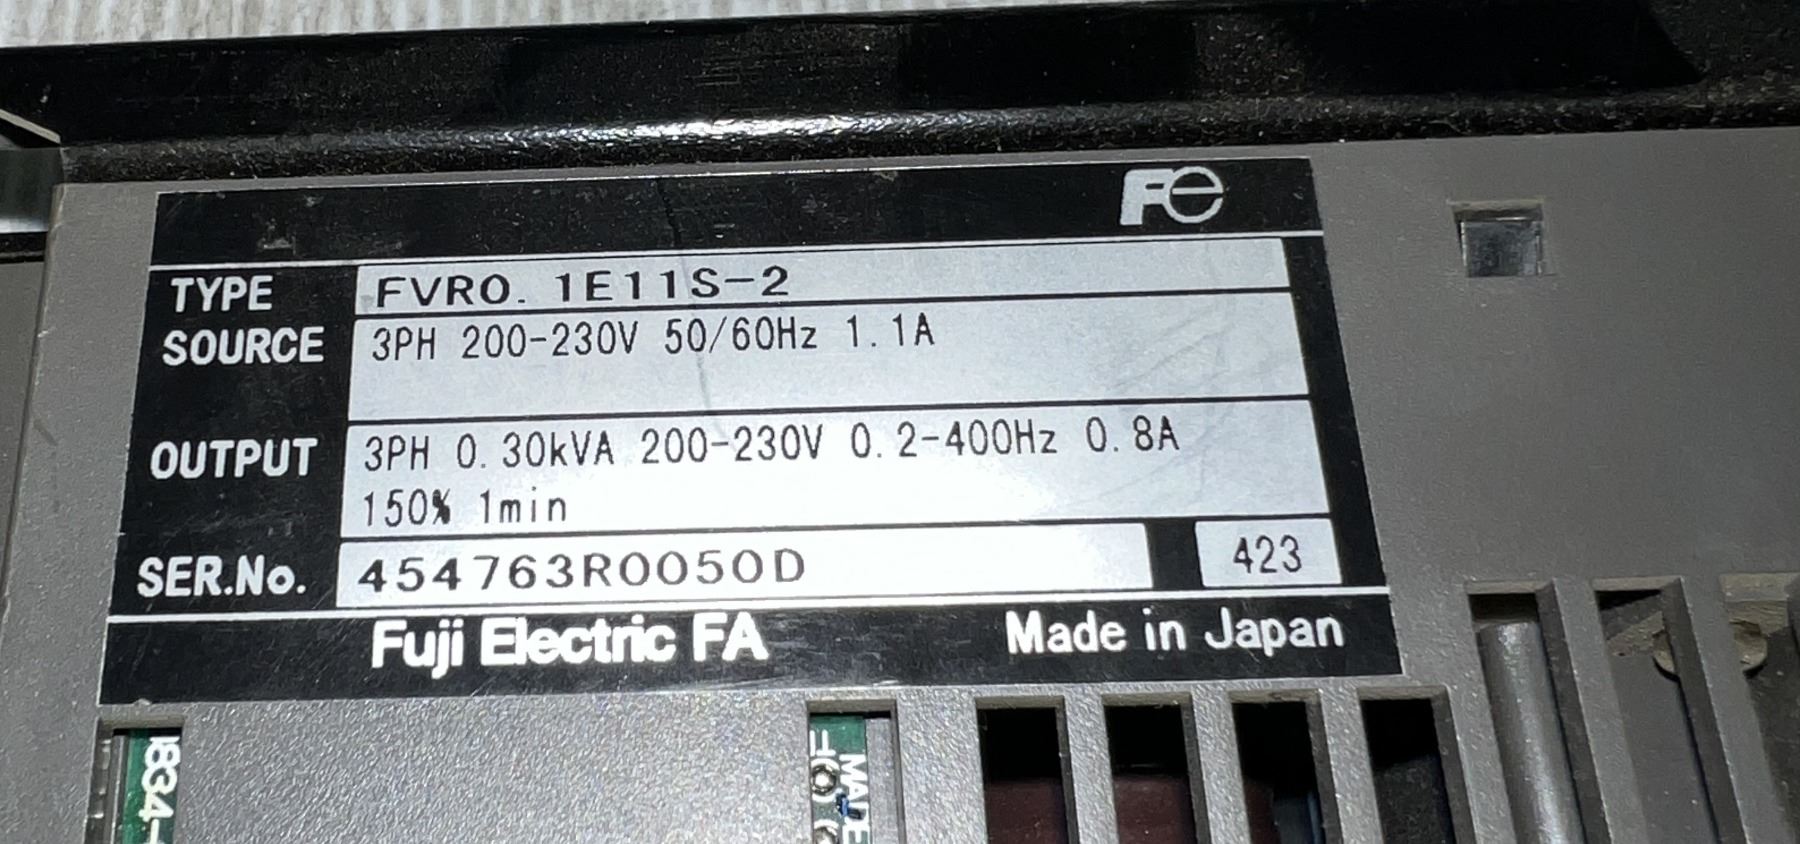 Fe
TYPE FVR0. 1E11S-2
SOURCE 3PH 200-230V 50/60Hz 1. 1A
OUTPUT 3PH 0. 30kVA 200-230V 0. 2-400Hz 0. 8A
150% 1min
SER.No. 454763R0050D 423
Fuji Electric FA Made in Japan